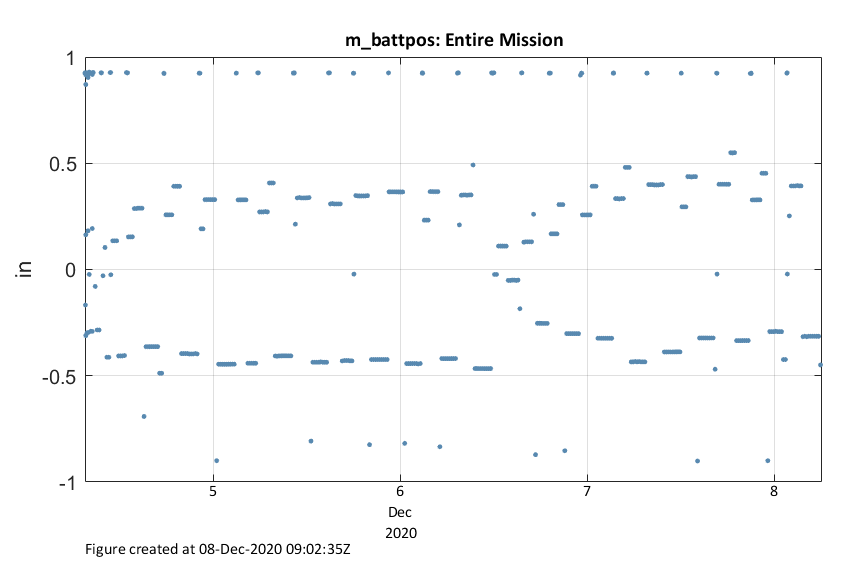 m_battpos: Entire Mission
1
0.5
0
-0.5
-1
in
5
6
7
8
Dec
2020
Figure created at 08-Dec-2020 09:02:35Z